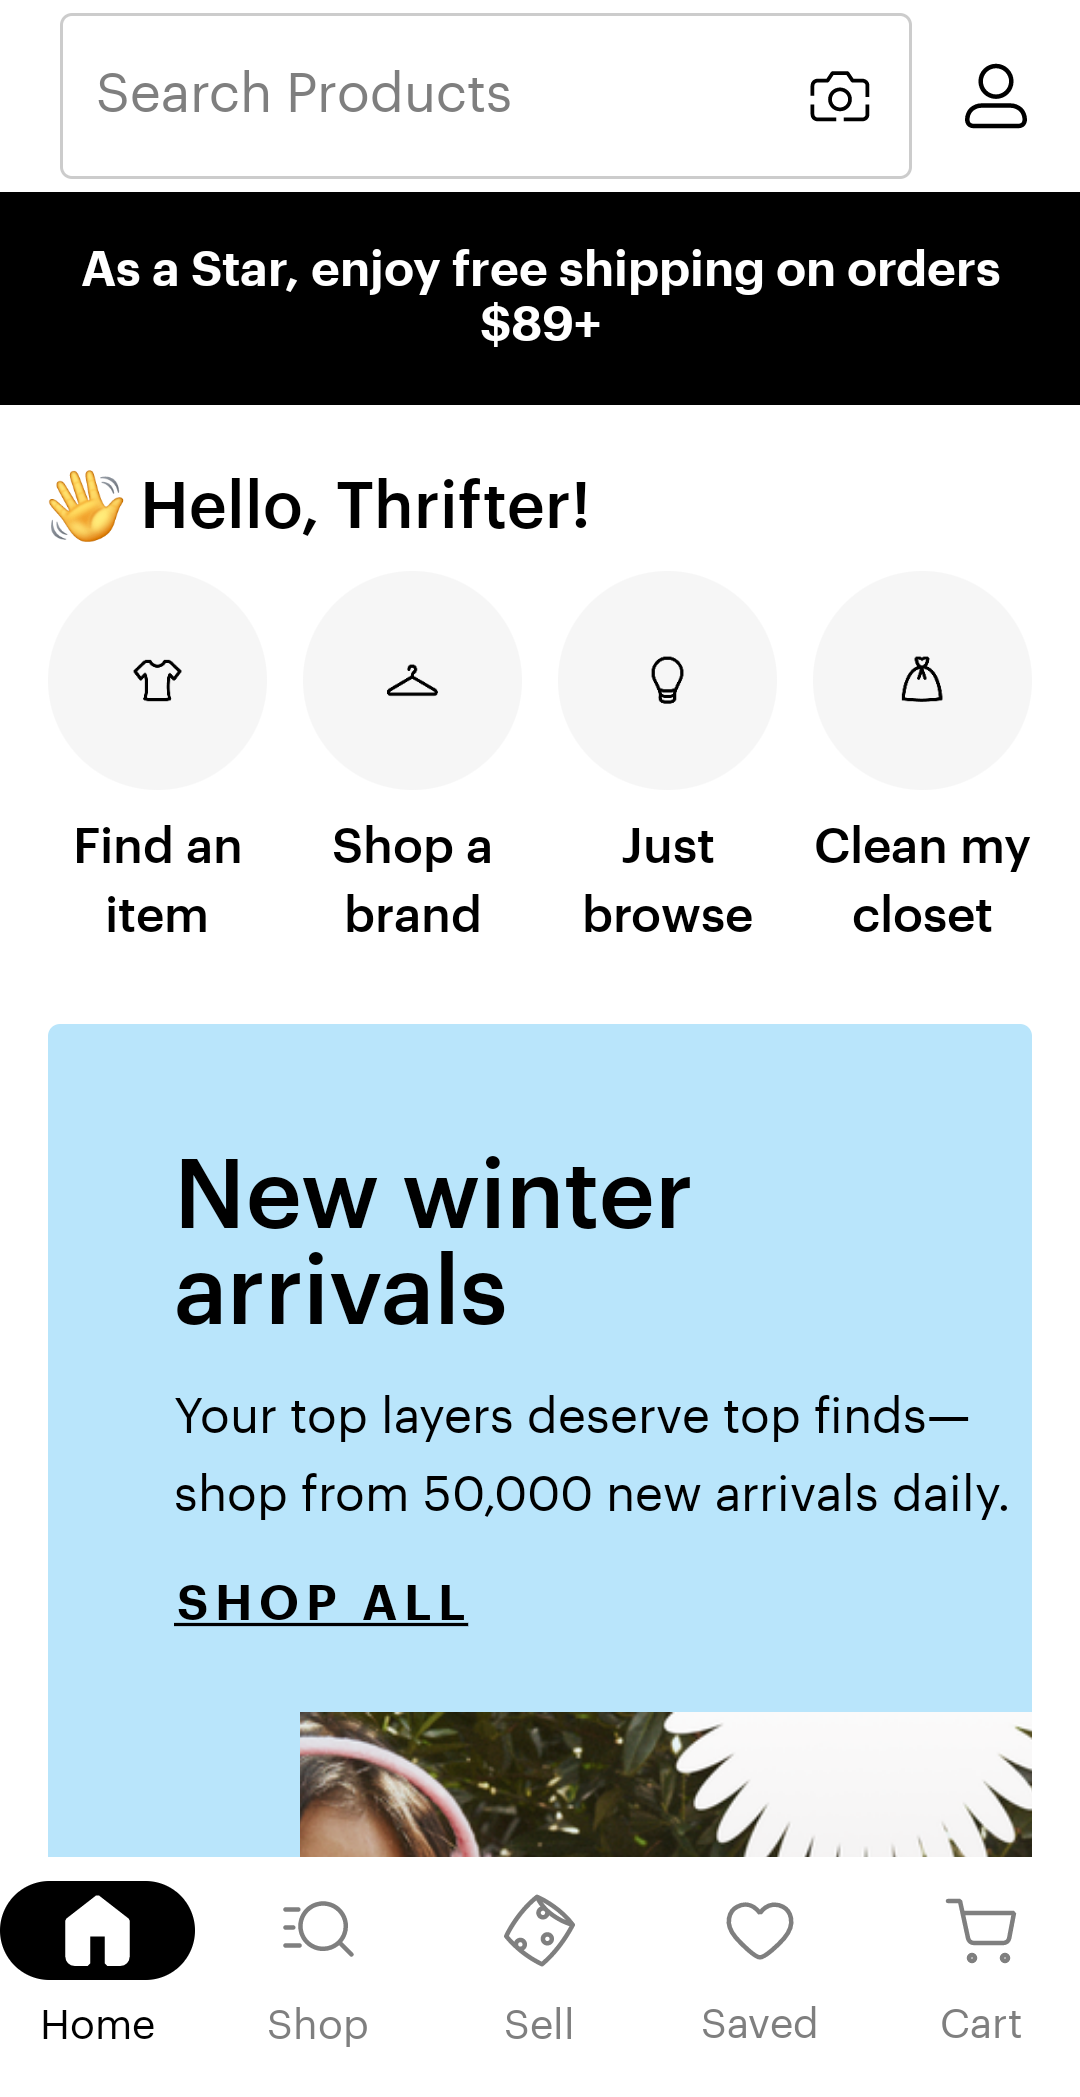 Search Products
As a Star, enjoy free shipping on orders
$89+
👋 Hello, Thrifter!
Find an
item
Shop a
brand
Just
browse
Clean my
closet
New winter
arrivals
Your top layers deserve top finds—
shop from 50,000 new arrivals daily.
SHOP ALL
Home
Shop
Sell
Saved
Cart